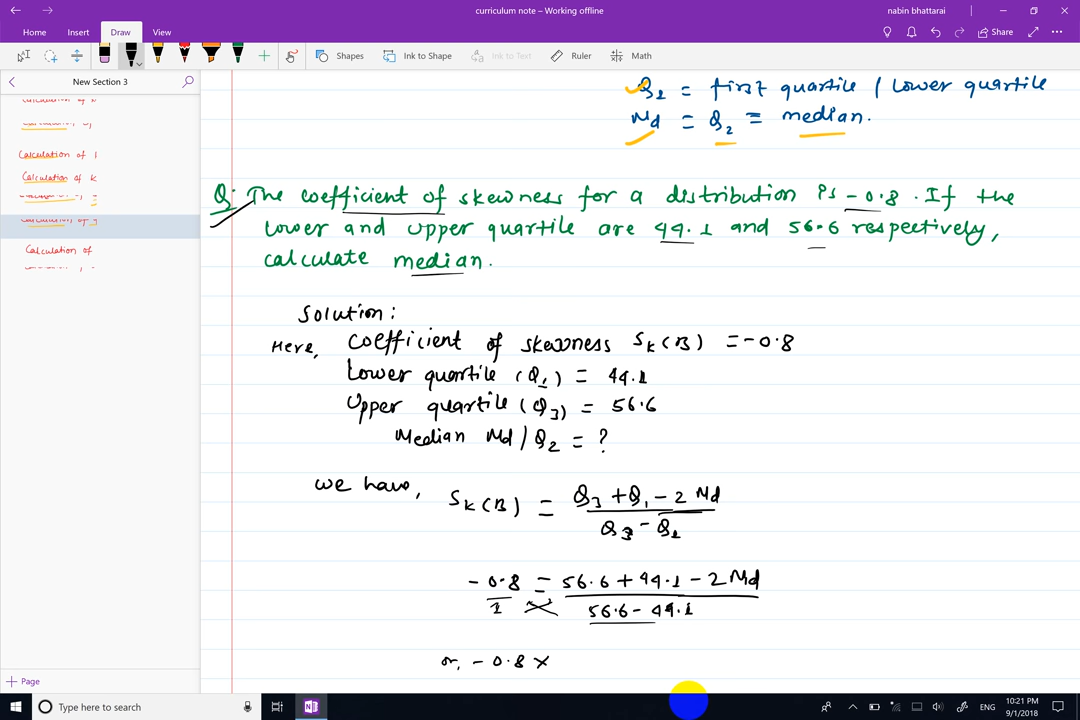 curriculum note – Working offline
nabin bhattarai
Home Insert Draw View
Share
Shapes Ink to Shape Ink to Text Ruler Math
New Section 3
Calculation of
Calculation of
Calculation of k
Calculation of
Calculation of
Q1 = first quartile / Lower quartile
Md = Q2 = median.
Q: The coefficient of skewness for a distribution is -0.8. If the
lower and upper quartile are 44.1 and 56.6 respectively,
calculate median.
Solution:
Here, coefficient of skewness Sk(B) = -0.8
Lower quartile (Q1) = 44.1
Upper quartile (Q3) = 56.6
Median Md/Q2 = ?
we have,
Sk(B) = Q3 + Q1 - 2 Md
Q3 - Q1
-0.8 = 56.6 + 44.1 - 2 Md
1 56.6 - 44.1
or, -0.8 ×
Page
Type here to search
ENG
10:21 PM
9/1/2018